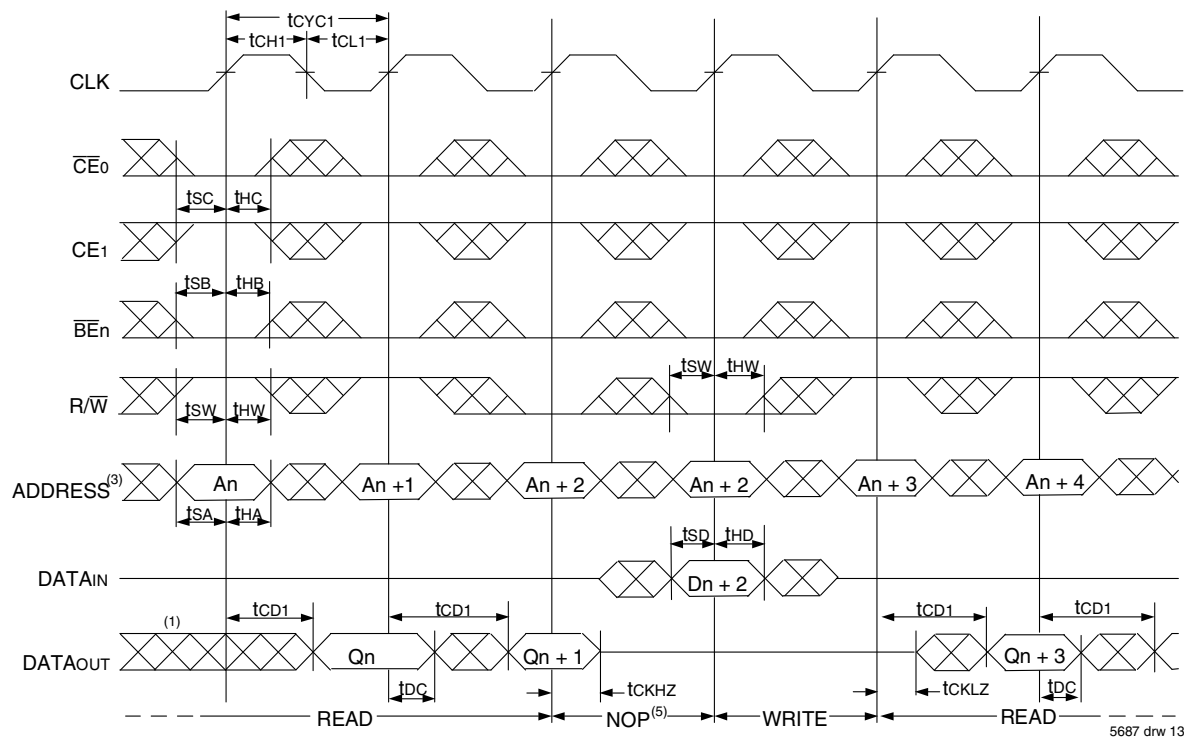 tCYC1
tCH1 tCL1
CLK
CE0
tSC tHC
CE1
tSB tHB
BEn
tSW tHW
R/W
tSW tHW
ADDRESS(3) An An +1 An + 2 An + 2 An + 3 An + 4
tSA tHA
tSD tHD
DATAIN Dn + 2
tCD1 tCD1 tCD1 tCD1
(1)
DATAOUT Qn Qn + 1 Qn + 3
tDC tCKHZ tCKLZ tDC
READ NOP(5) WRITE READ
5687 drw 13